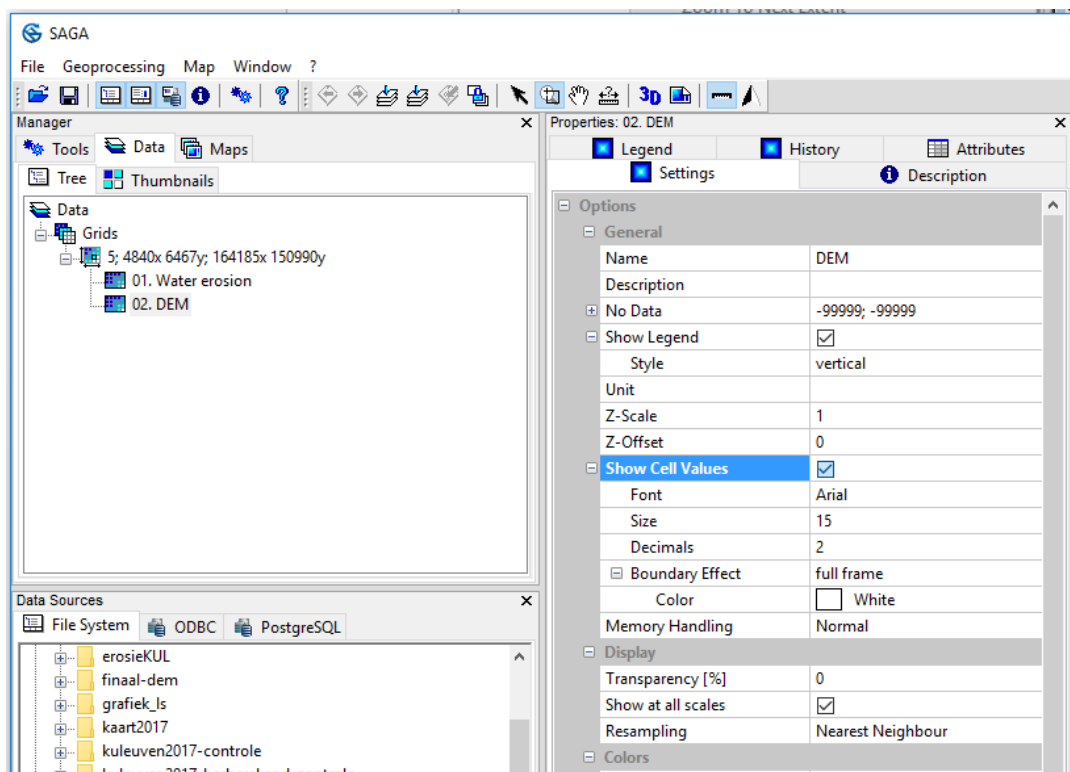 Zoom To Next Extent
SAGA
File Geoprocessing Map Window ?
3D
Manager
Tools Data Maps
Tree Thumbnails
Data
Grids
5; 4840x 6467y; 164185x 150990y
01. Water erosion
02. DEM
Data Sources
File System ODBC PostgreSQL
erosieKUL
finaal-dem
grafiek_ls
kaart2017
kuleuven2017-controle
Properties: 02. DEM
Legend History Attributes
Settings Description
Options
General
Name DEM
Description
No Data -99999; -99999
Show Legend
Style vertical
Unit
Z-Scale 1
Z-Offset 0
Show Cell Values
Font Arial
Size 15
Decimals 2
Boundary Effect full frame
Color White
Memory Handling Normal
Display
Transparency [%] 0
Show at all scales
Resampling Nearest Neighbour
Colors